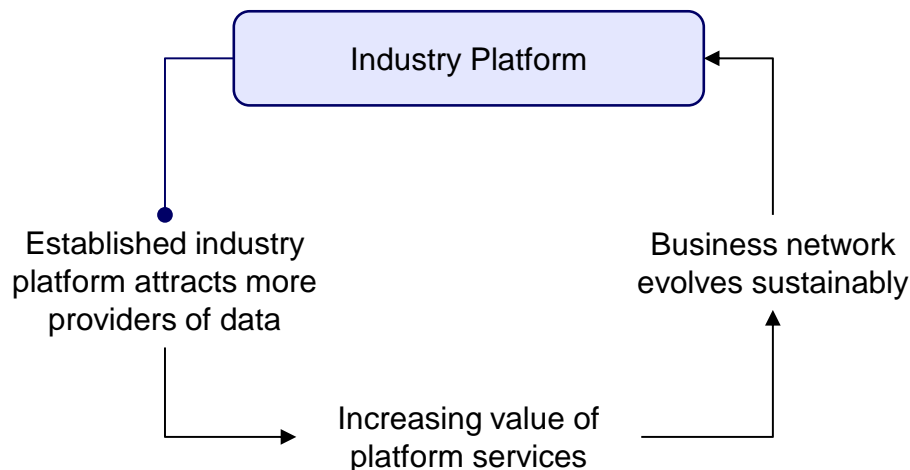 Industry Platform
Established industry
platform attracts more
providers of data
Business network
evolves sustainably
Increasing value of
platform services